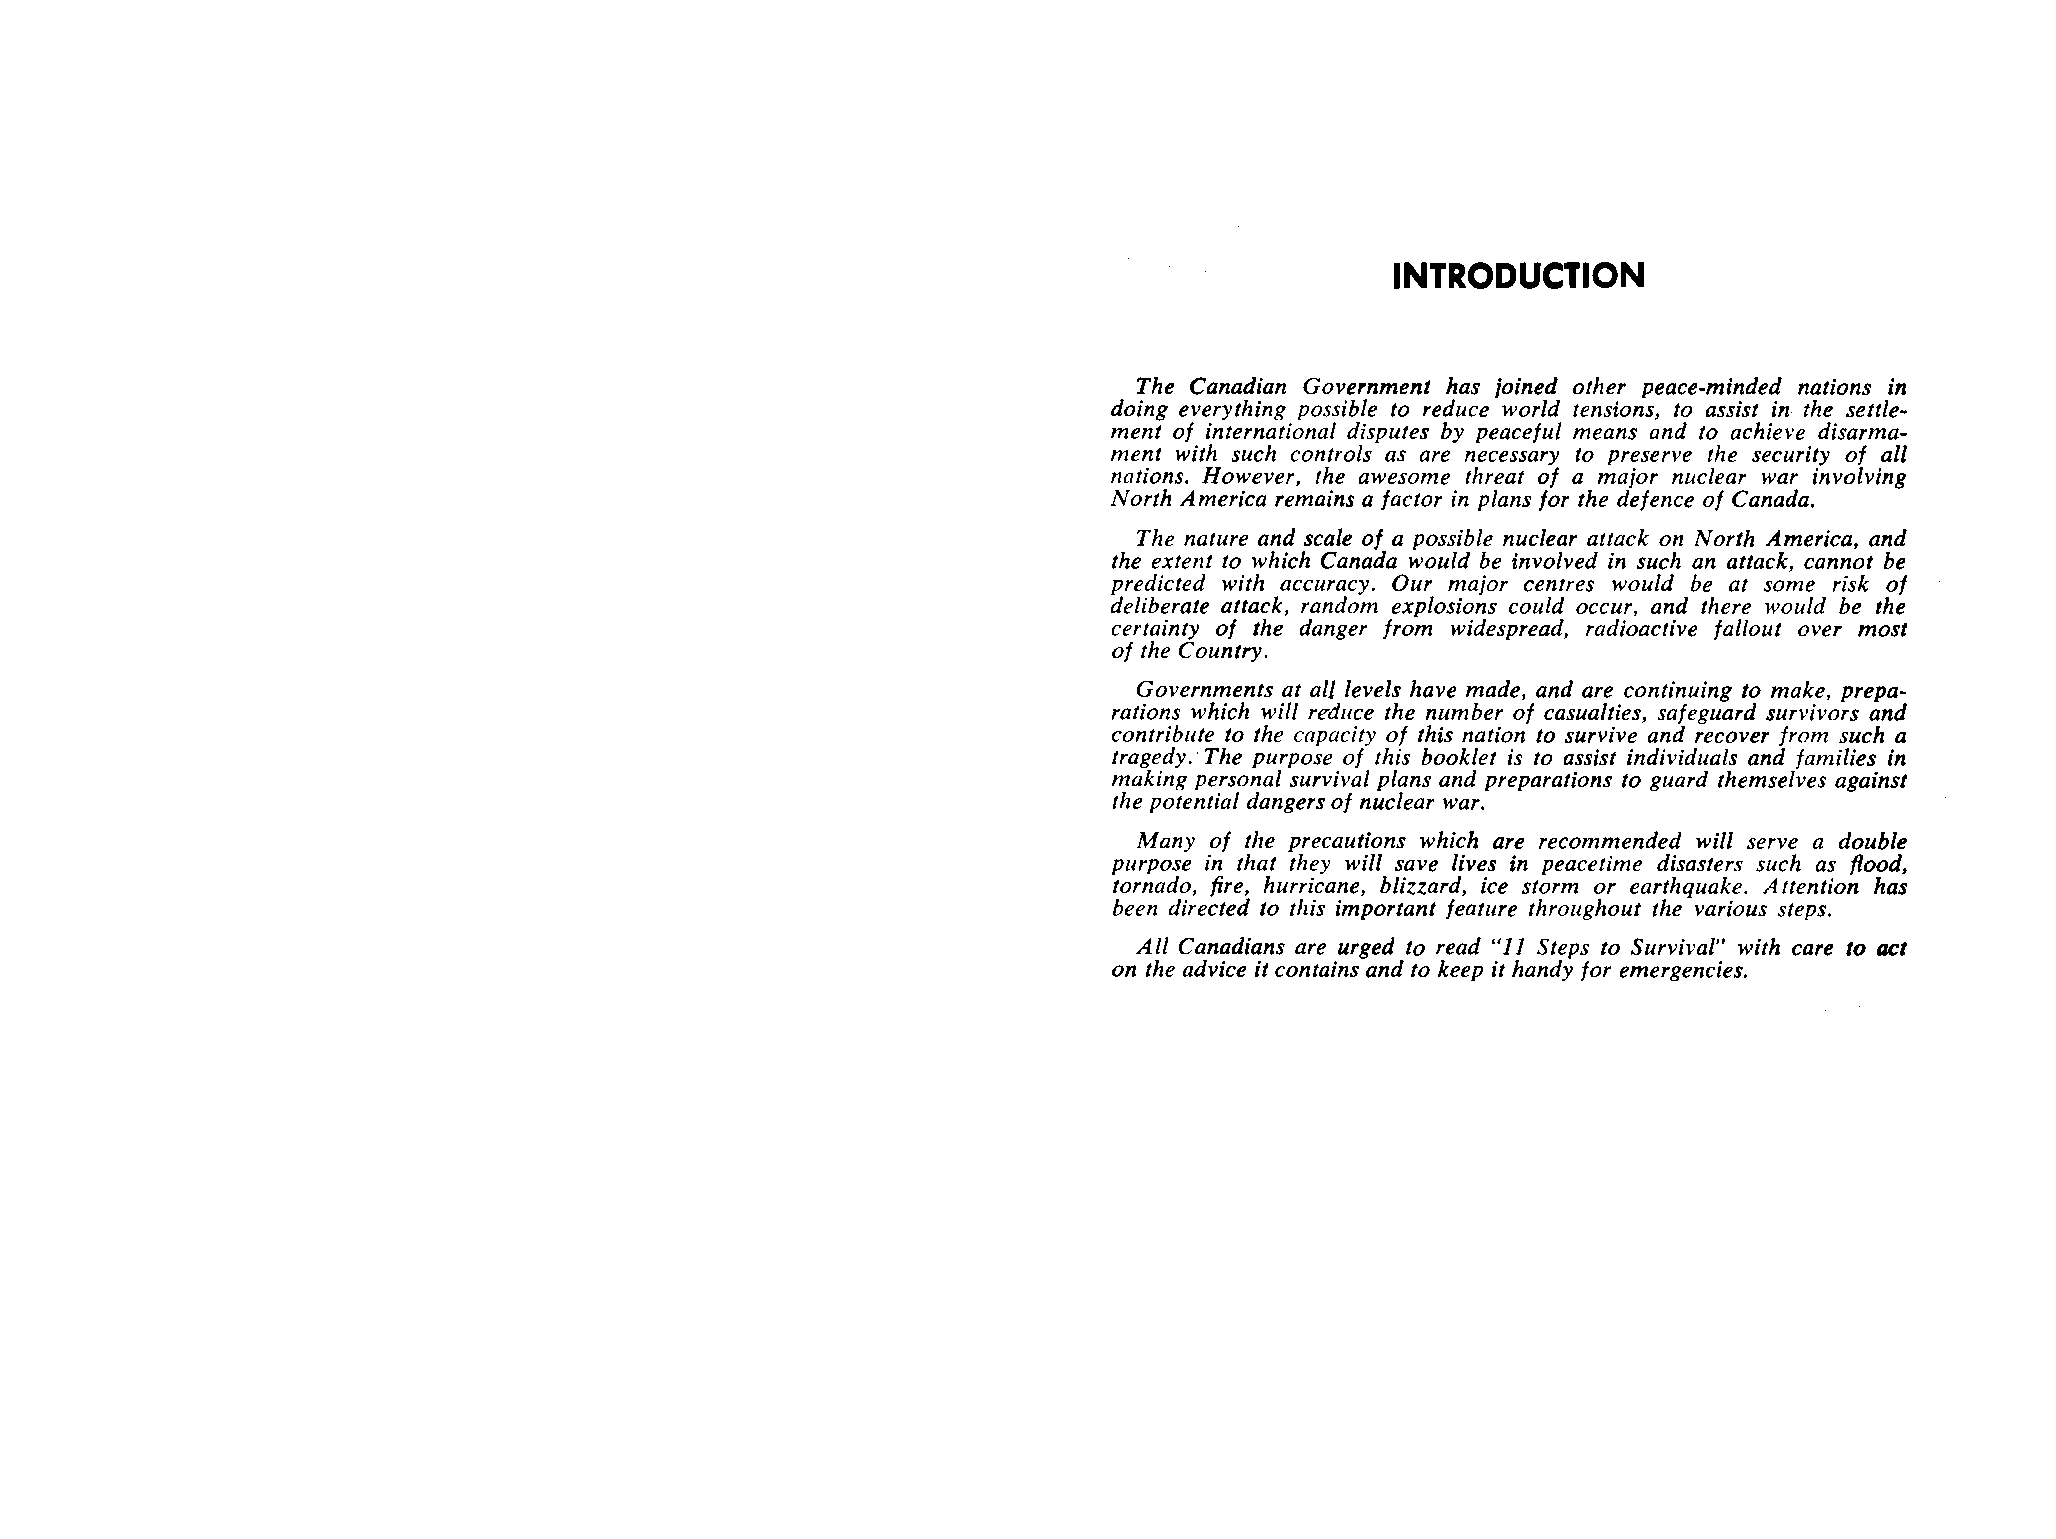 INTRODUCTION
The Canadian Government has joined other peace-minded nations in
doing everything possible to reduce world tensions, to assist in the settle-
ment of international disputes by peaceful means and to achieve disarma-
ment with such controls as are necessary to preserve the security of all
nations. However, the awesome threat of a major nuclear war involving
North America remains a factor in plans for the defence of Canada.
The nature and scale of a possible nuclear attack on North America, and
the extent to which Canada would be involved in such an attack, cannot be
predicted with accuracy. Our major centres would be at some risk of
deliberate attack, random explosions could occur, and there would be the
certainty of the danger from widespread, radioactive fallout over most
of the Country.
Governments at all levels have made, and are continuing to make, prepa-
rations which will reduce the number of casualties, safeguard survivors and
contribute to the capacity of this nation to survive and recover from such a
tragedy. The purpose of this booklet is to assist individuals and families in
making personal survival plans and preparations to guard themselves against
the potential dangers of nuclear war.
Many of the precautions which are recommended will serve a double
purpose in that they will save lives in peacetime disasters such as flood,
tornado, fire, hurricane, blizzard, ice storm or earthquake. Attention has
been directed to this important feature throughout the various steps.
All Canadians are urged to read "11 Steps to Survival" with care to act
on the advice it contains and to keep it handy for emergencies.